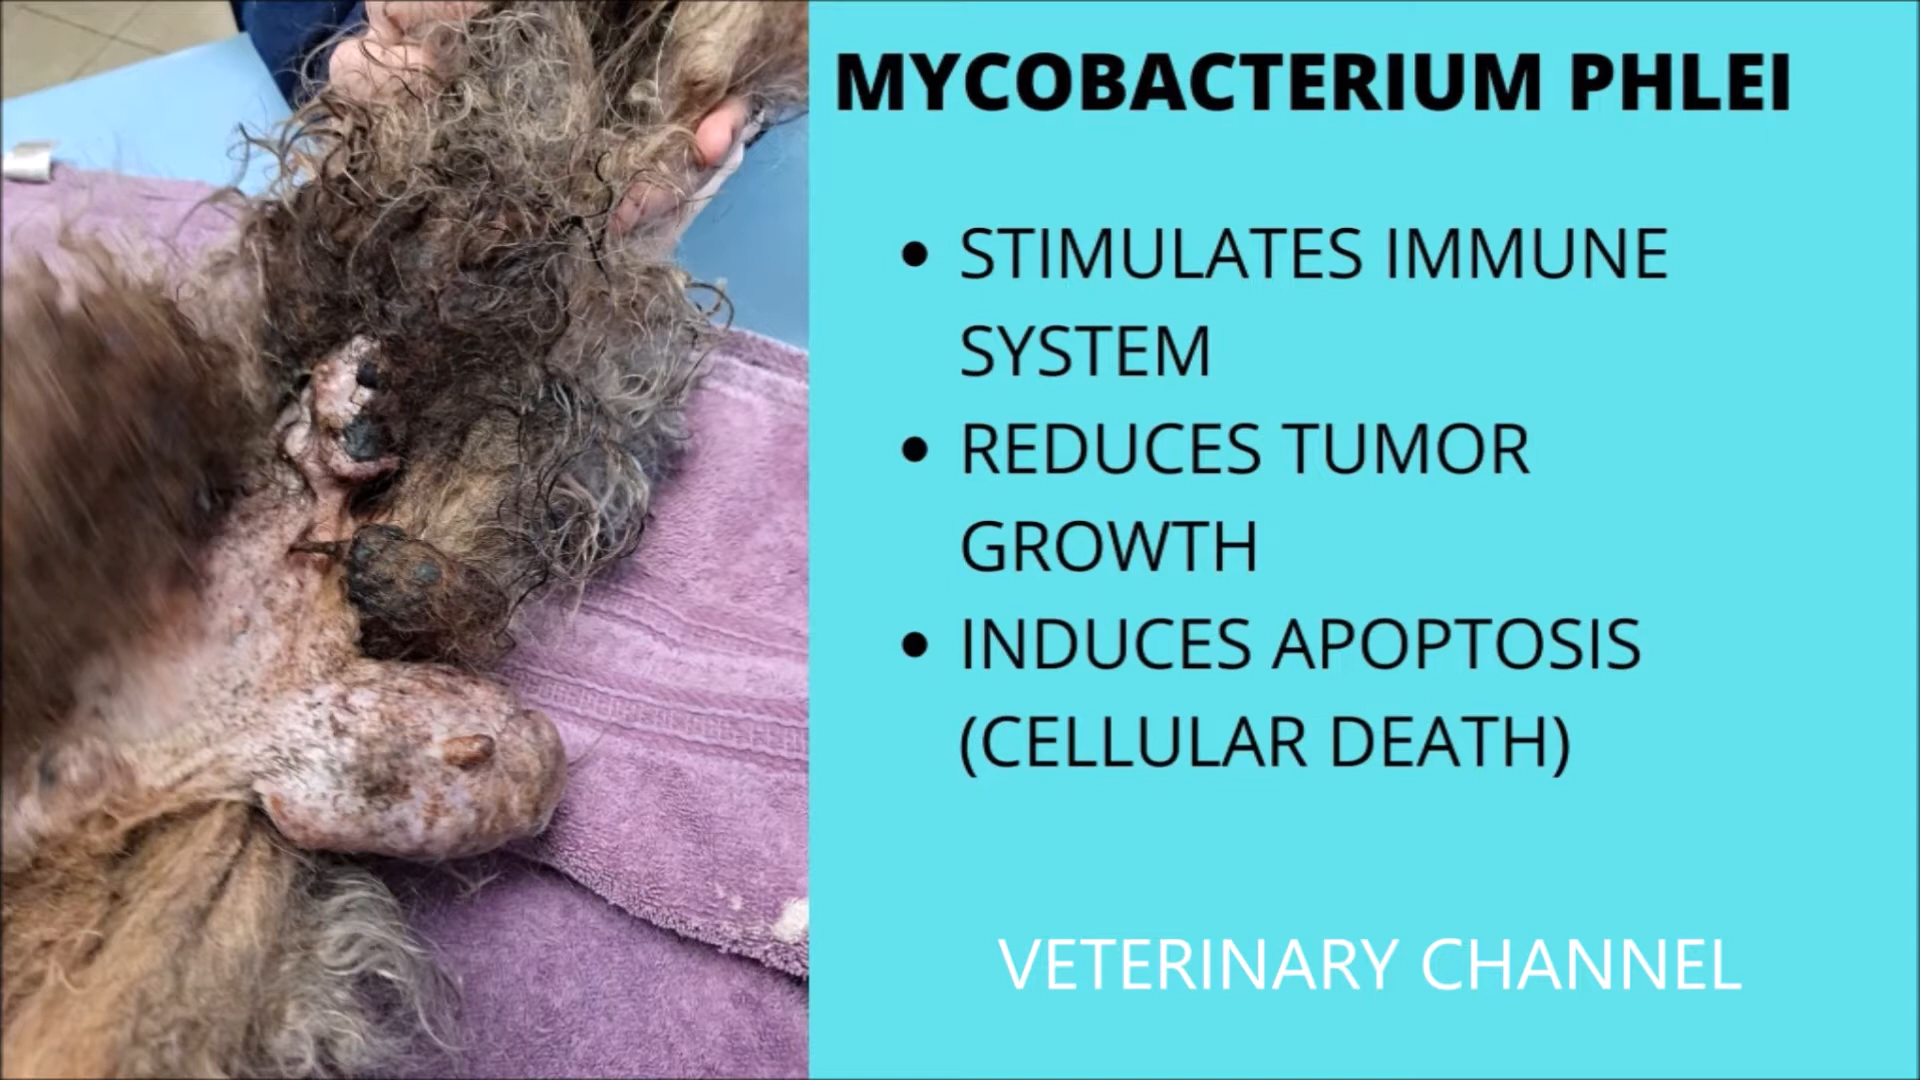 MYCOBACTERIUM PHLEI
• STIMULATES IMMUNE
SYSTEM
• REDUCES TUMOR
GROWTH
• INDUCES APOPTOSIS
(CELLULAR DEATH)
VETERINARY CHANNEL